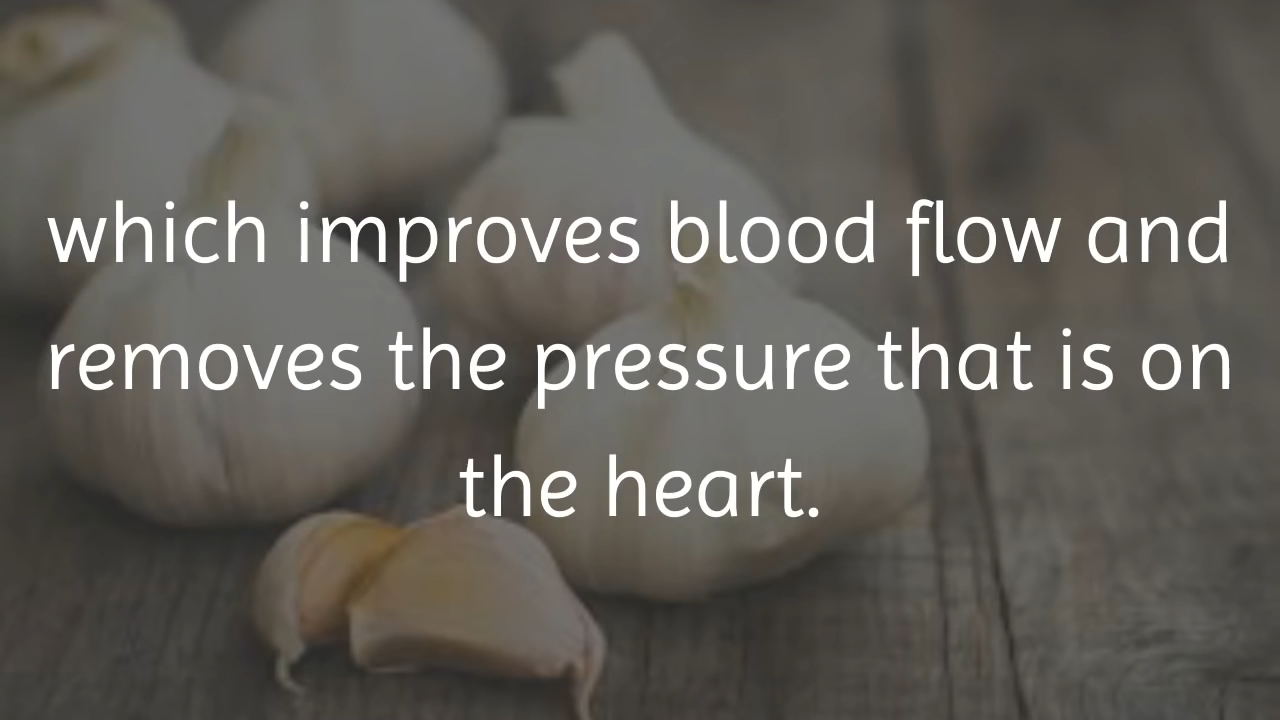 which improves blood flow and
removes the pressure that is on
the heart.